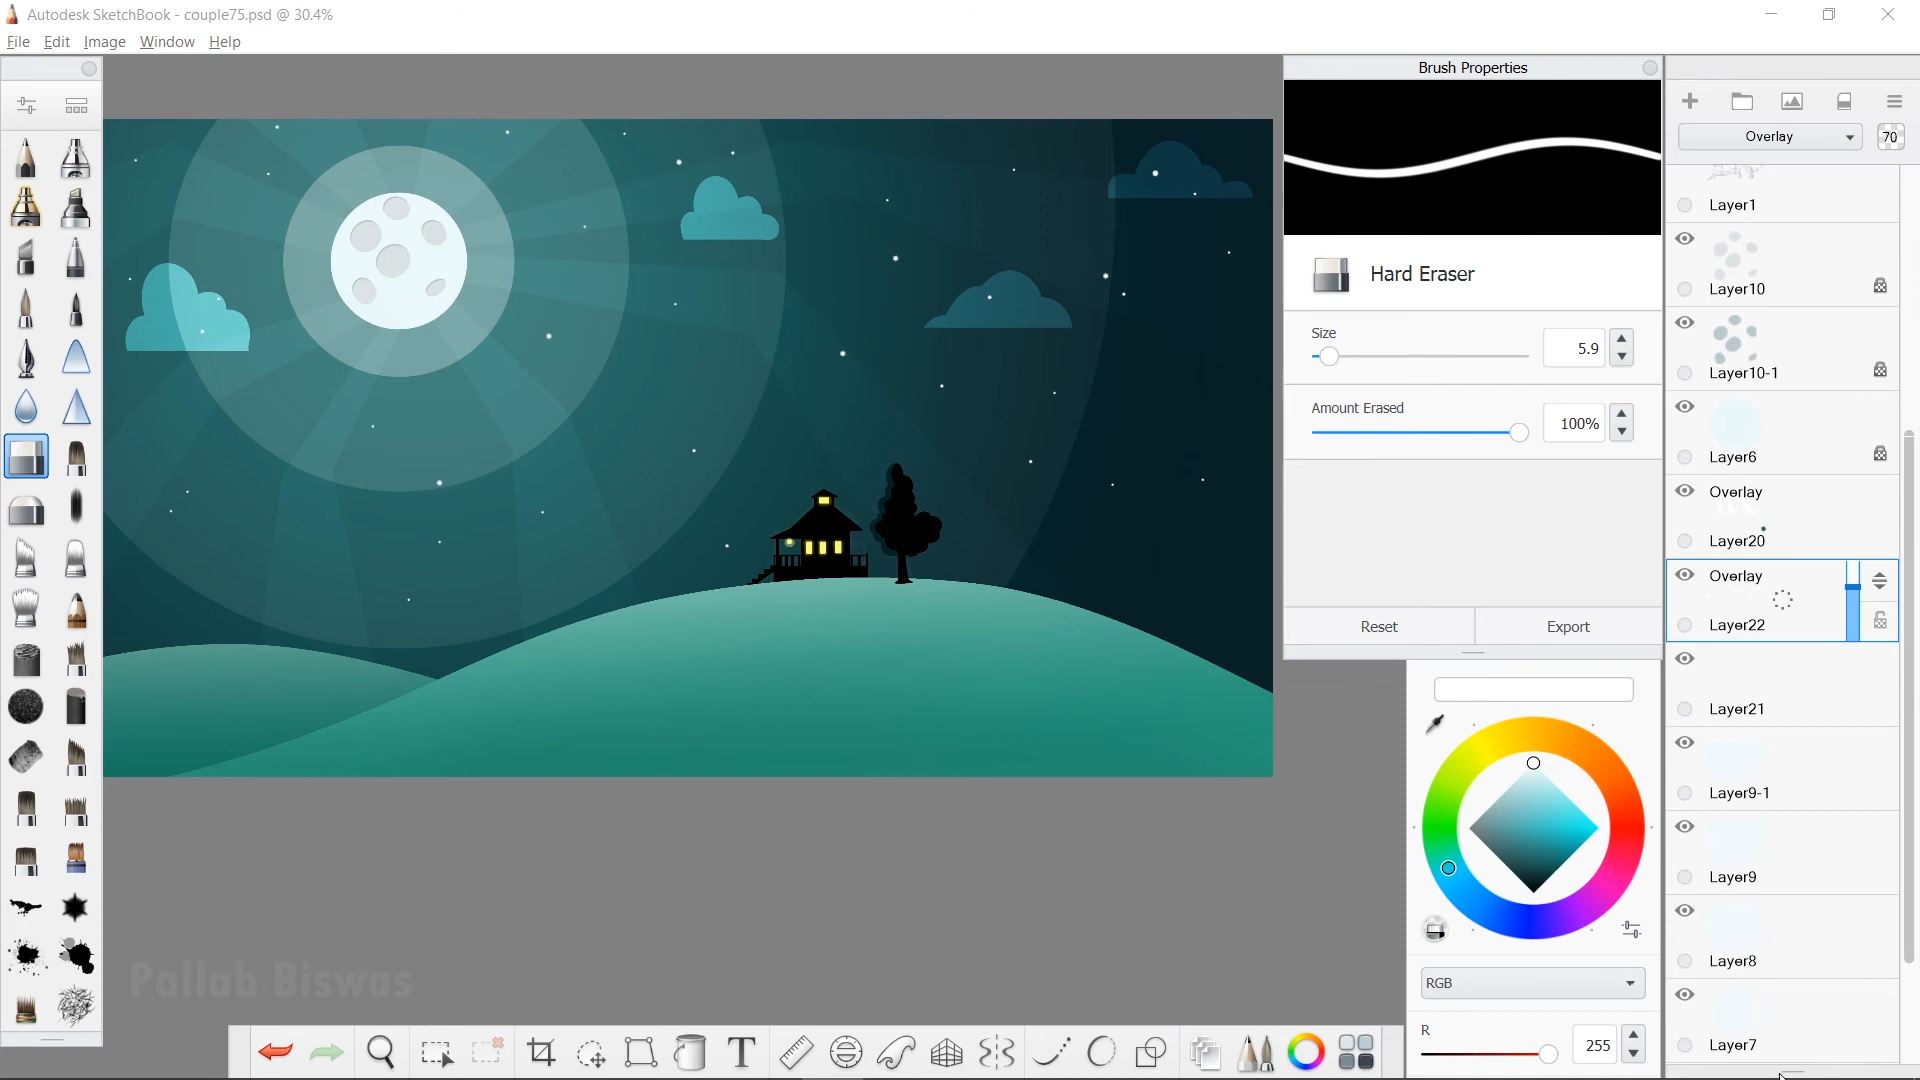 Autodesk SketchBook - couple75.psd @ 30.4%
File Edit Image Window Help
Brush Properties
Hard Eraser
Size
5.9
Amount Erased
100%
Reset Export
RGB
R
255
Overlay 70
Layer1
Layer10
Layer10-1
Layer6
Overlay
Layer20
Overlay
Layer22
Layer21
Layer9-1
Layer9
Layer8
Layer7
Pallab Biswas
T